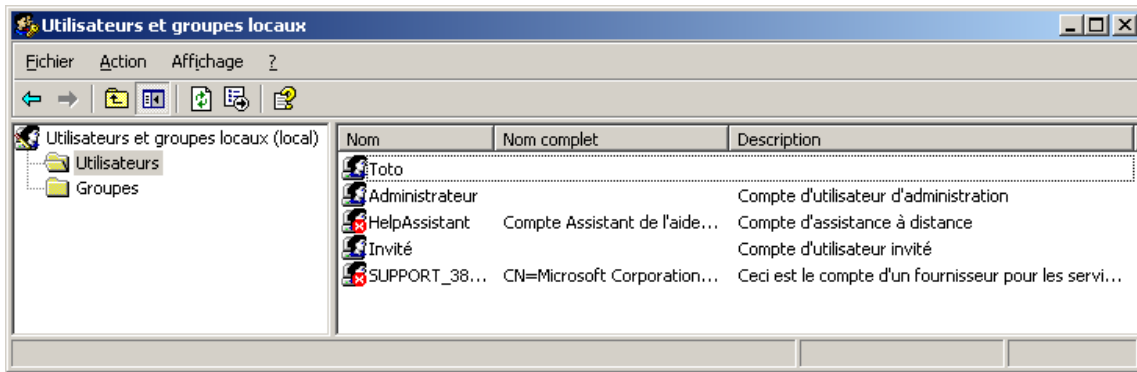 Utilisateurs et groupes locaux
Fichier Action Affichage ?
Utilisateurs et groupes locaux (local)
Utilisateurs
Groupes
Nom Nom complet Description
Toto
Administrateur Compte d'utilisateur d'administration
HelpAssistant Compte Assistant de l'aide... Compte d'assistance à distance
Invité Compte d'utilisateur invité
SUPPORT_38... CN=Microsoft Corporation... Ceci est le compte d'un fournisseur pour les servi...